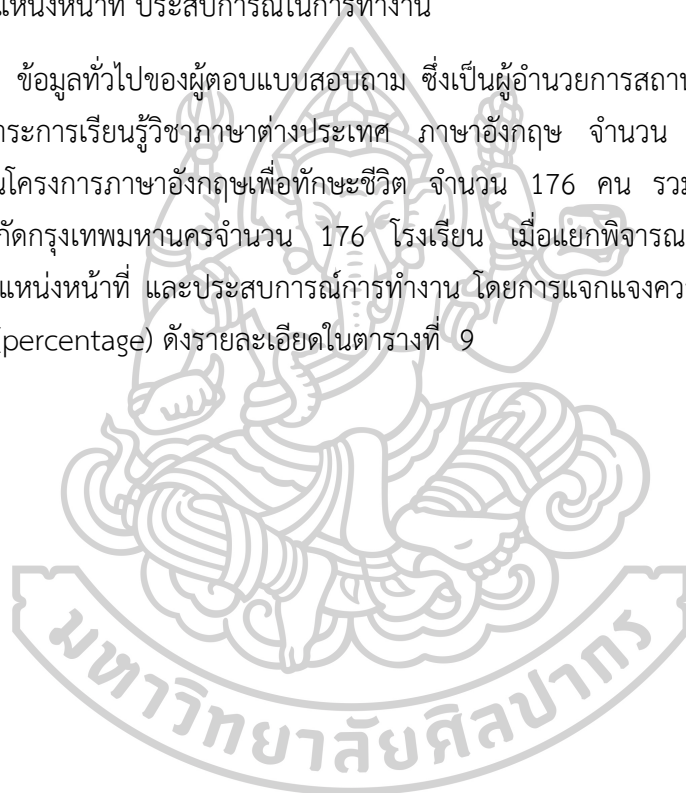 แหน่งหน้าที่ ประสบการณ์ในการทำงาน
ข้อมูลทั่วไปของผู้ตอบแบบสอบถาม ซึ่งเป็นผู้อำนวยการสถาน
าระการเรียนรู้วิชาภาษาต่างประเทศ ภาษาอังกฤษ จำนวน
นโครงการภาษาอังกฤษเพื่อทักษะชีวิต จำนวน 176 คน รวม
กัดกรุงเทพมหานครจำนวน 176 โรงเรียน เมื่อแยกพิจารณ
แหน่งหน้าที่ และประสบการณ์การทำงาน โดยการแจกแจงควา
(percentage) ดังรายละเอียดในตารางที่ 9
มหาวิทยาลัยศิลปากร